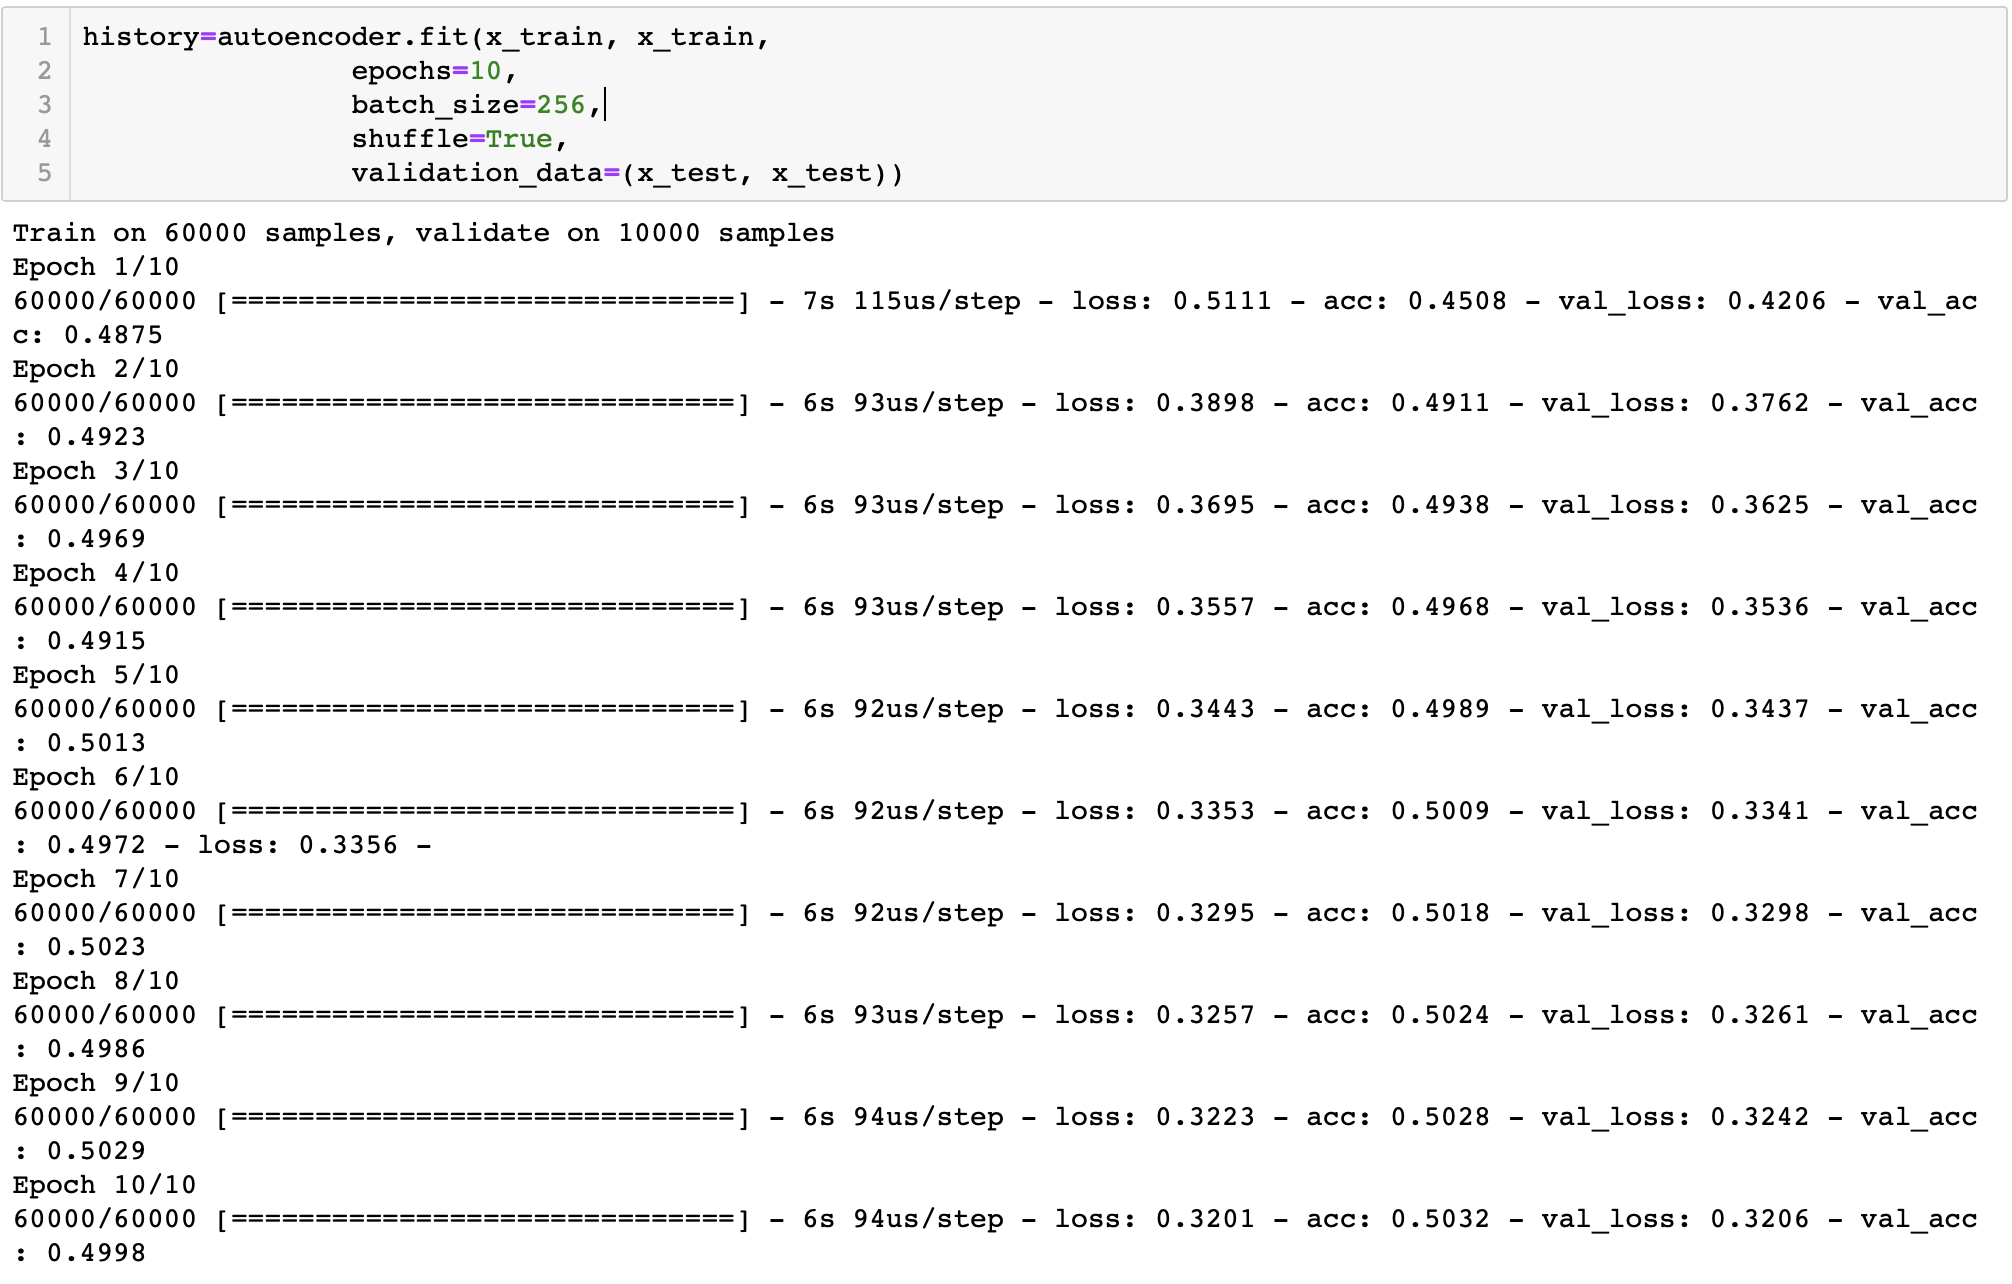 1 history=autoencoder.fit(x_train, x_train,
2                 epochs=10,
3                 batch_size=256,
4                 shuffle=True,
5                 validation_data=(x_test, x_test))
Train on 60000 samples, validate on 10000 samples
Epoch 1/10
60000/60000 [==============================] - 7s 115us/step - loss: 0.5111 - acc: 0.4508 - val_loss: 0.4206 - val_ac
c: 0.4875
Epoch 2/10
60000/60000 [==============================] - 6s 93us/step - loss: 0.3898 - acc: 0.4911 - val_loss: 0.3762 - val_acc
: 0.4923
Epoch 3/10
60000/60000 [==============================] - 6s 93us/step - loss: 0.3695 - acc: 0.4938 - val_loss: 0.3625 - val_acc
: 0.4969
Epoch 4/10
60000/60000 [==============================] - 6s 93us/step - loss: 0.3557 - acc: 0.4968 - val_loss: 0.3536 - val_acc
: 0.4915
Epoch 5/10
60000/60000 [==============================] - 6s 92us/step - loss: 0.3443 - acc: 0.4989 - val_loss: 0.3437 - val_acc
: 0.5013
Epoch 6/10
60000/60000 [==============================] - 6s 92us/step - loss: 0.3353 - acc: 0.5009 - val_loss: 0.3341 - val_acc
: 0.4972 - loss: 0.3356 -
Epoch 7/10
60000/60000 [==============================] - 6s 92us/step - loss: 0.3295 - acc: 0.5018 - val_loss: 0.3298 - val_acc
: 0.5023
Epoch 8/10
60000/60000 [==============================] - 6s 93us/step - loss: 0.3257 - acc: 0.5024 - val_loss: 0.3261 - val_acc
: 0.4986
Epoch 9/10
60000/60000 [==============================] - 6s 94us/step - loss: 0.3223 - acc: 0.5028 - val_loss: 0.3242 - val_acc
: 0.5029
Epoch 10/10
60000/60000 [==============================] - 6s 94us/step - loss: 0.3201 - acc: 0.5032 - val_loss: 0.3206 - val_acc
: 0.4998